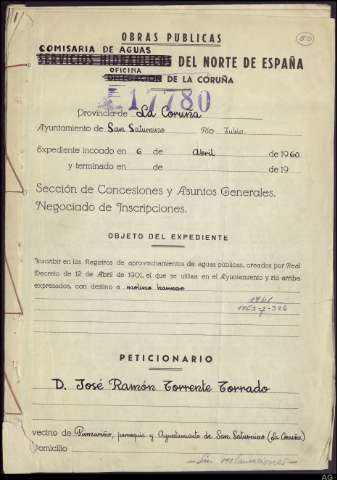 OBRAS PUBLICAS
50
COMISARIA DE AGUAS
SERVICIOS HIDRAULICOS DEL NORTE DE ESPAÑA
OFICINA
DE LA CORUÑA
17780
Provincia de La Coruña
Ayuntamiento de San Saturnino Río Jubia
Expediente incoado en 6 de Abril de 1960
y terminado en de de 19
Sección de Concesiones y Asuntos Generales.
Negociado de Inscripciones.
OBJETO DEL EXPEDIENTE
Inscribir en los Registros de aprovechamientos de aguas públicas, creados por Real
Decreto de 12 de Abril de 1901, el que se utiliza en el Ayuntamiento y río arriba
expresados, con destino a molino harinero
1961
PETICIONARIO
D. José Ramón Torrente Torrado
vecino de parroquia y Ayuntamiento de San Saturnino (La Coruña)
Domicilio
Sin reclamaciones
AG